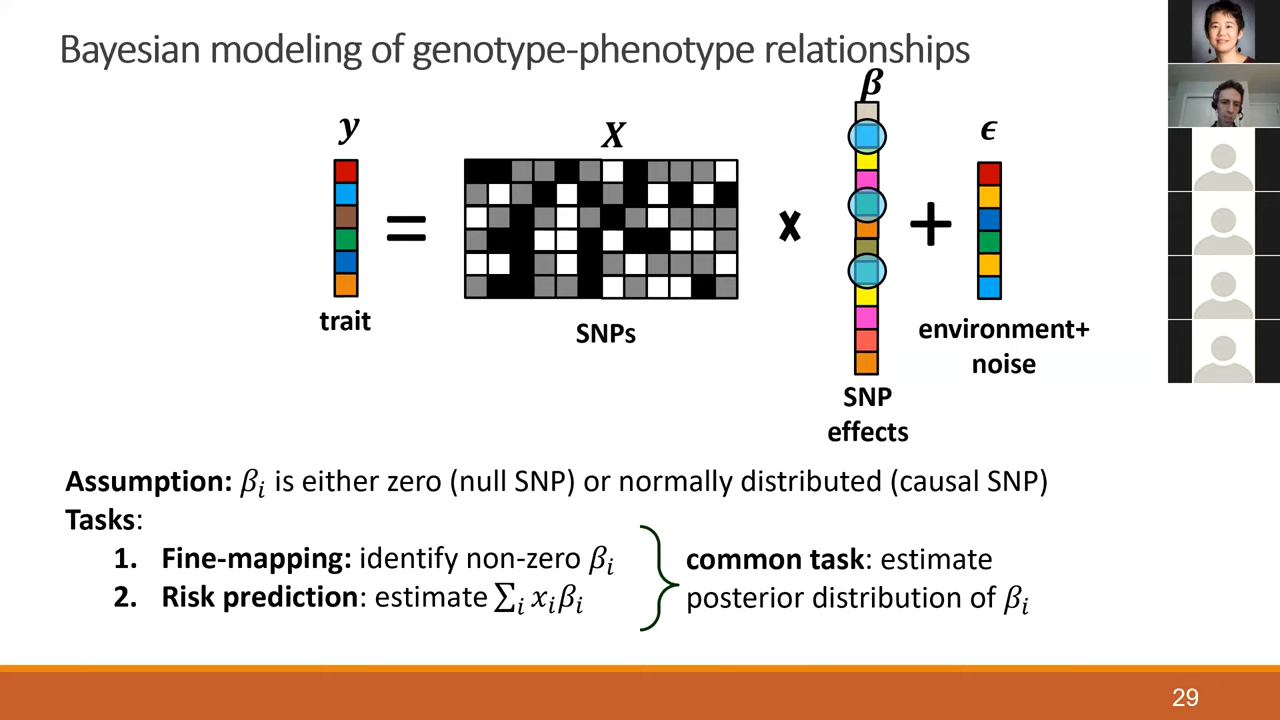 Bayesian modeling of genotype-phenotype relationships
y
=
X
×
β
+
ϵ
trait
SNPs
SNP
effects
environment+
noise
Assumption: βᵢ is either zero (null SNP) or normally distributed (causal SNP)
Tasks:
1. Fine-mapping: identify non-zero βᵢ
2. Risk prediction: estimate ∑ᵢ xᵢβᵢ
common task: estimate
posterior distribution of βᵢ
29